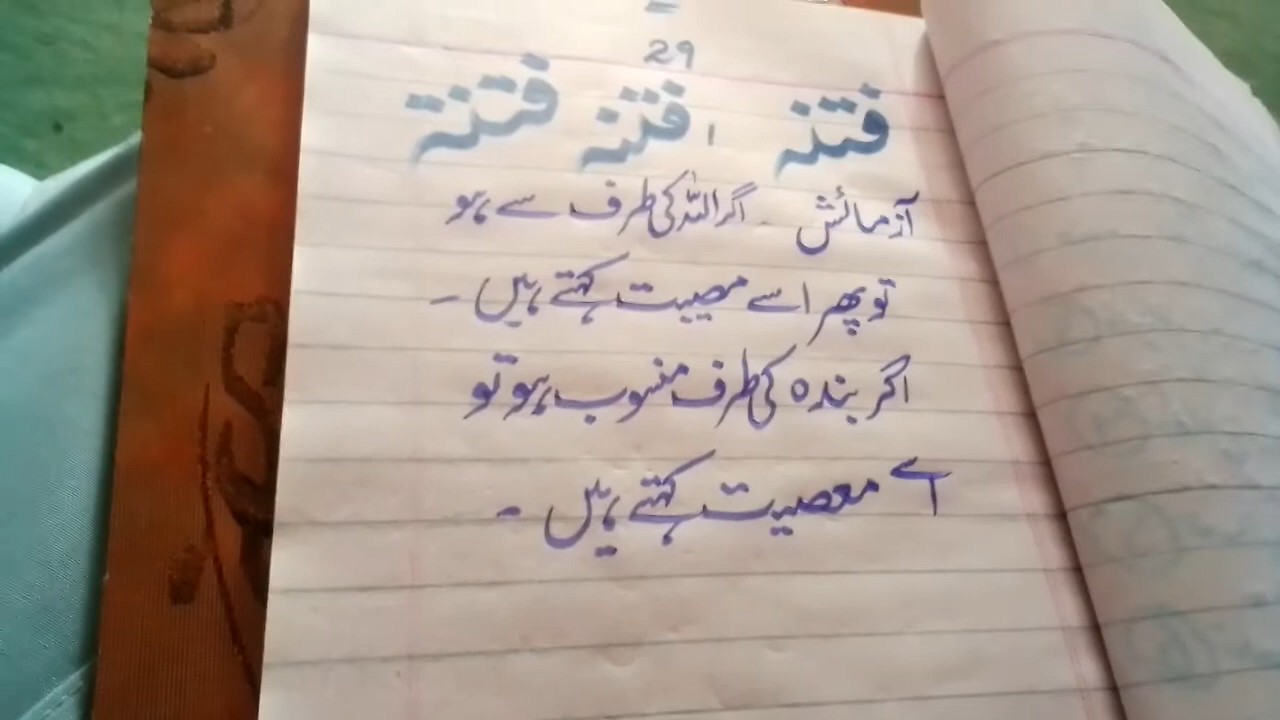 29
فتنہ ، فتنہ فتنۃ
آزمائش ۔ اگر اللہ کی طرف سے ہو
تو پھر اسے مصیبت کہتے ہیں ۔
اگر بندہ کی طرف منسوب ہو تو
اسے معصیت کہتے ہیں ۔